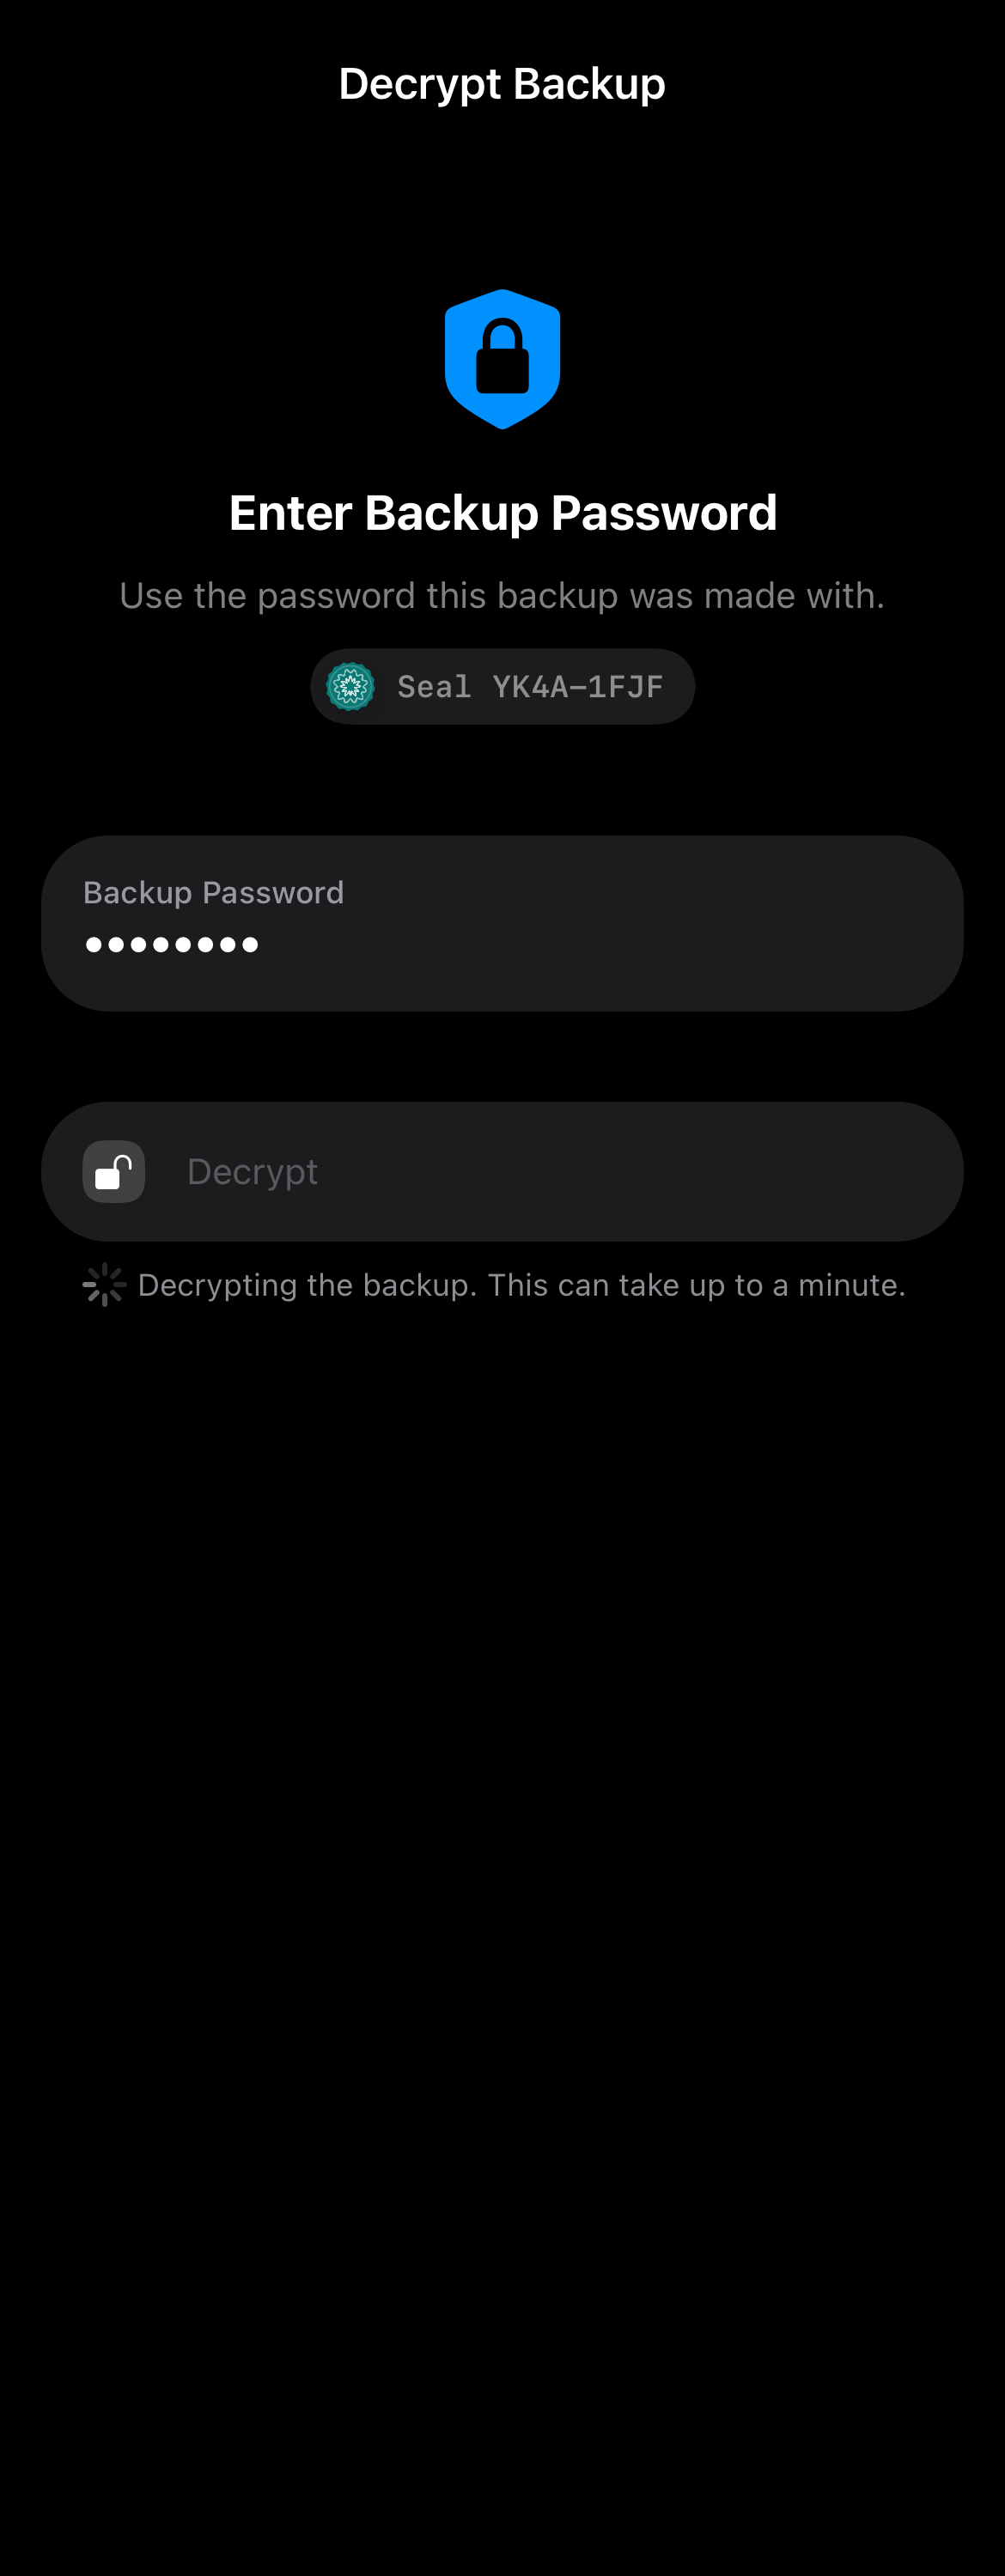 Decrypt Backup
Enter Backup Password
Use the password this backup was made with.
Seal YK4A–1FJF
Backup Password
••••••••
Decrypt
Decrypting the backup. This can take up to a minute.